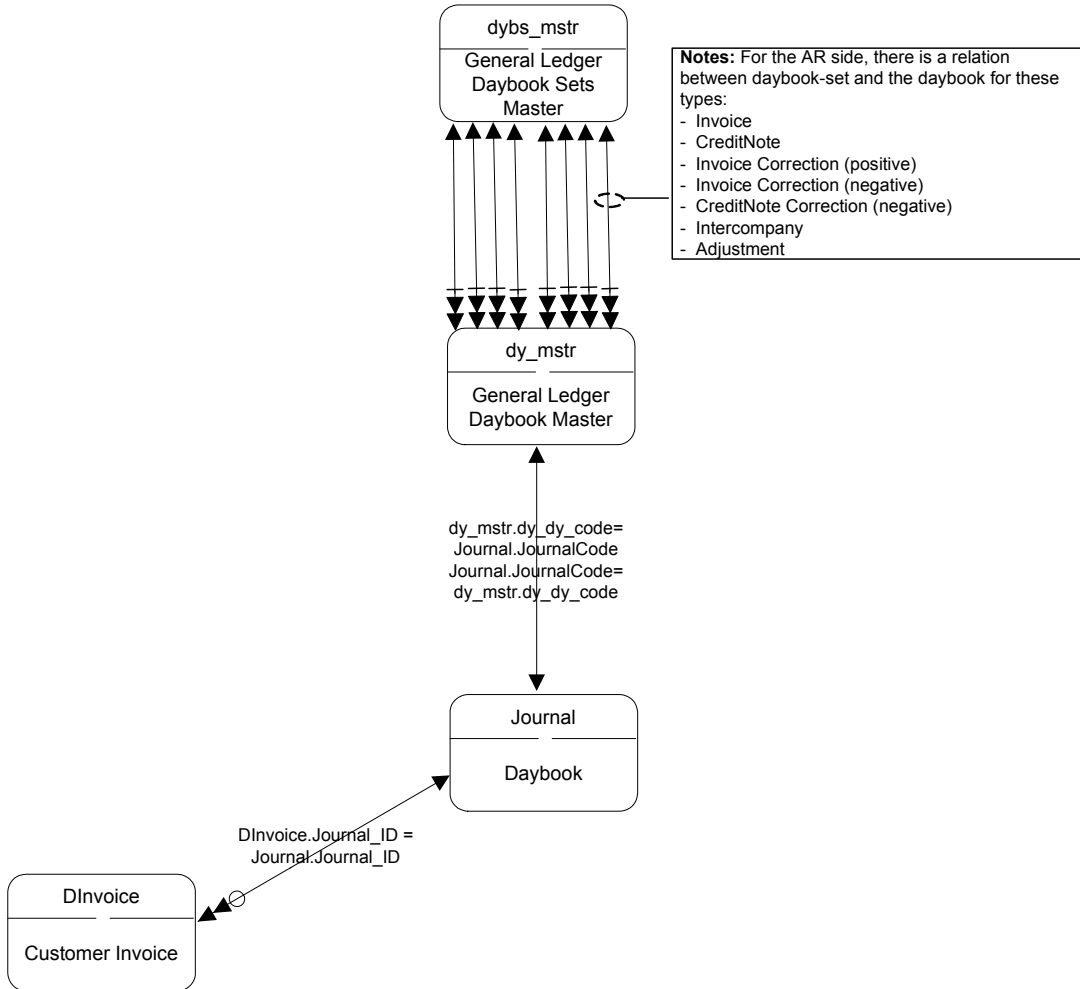 dybs_mstr
General Ledger
Daybook Sets
Master
Notes: For the AR side, there is a relation
between daybook-set and the daybook for these
types:
- Invoice
- CreditNote
- Invoice Correction (positive)
- Invoice Correction (negative)
- CreditNote Correction (negative)
- Intercompany
- Adjustment
dy_mstr
General Ledger
Daybook Master
dy_mstr.dy_dy_code=
Journal.JournalCode
Journal.JournalCode=
dy_mstr.dy_dy_code
Journal
Daybook
DInvoice.Journal_ID =
Journal.Journal_ID
DInvoice
Customer Invoice